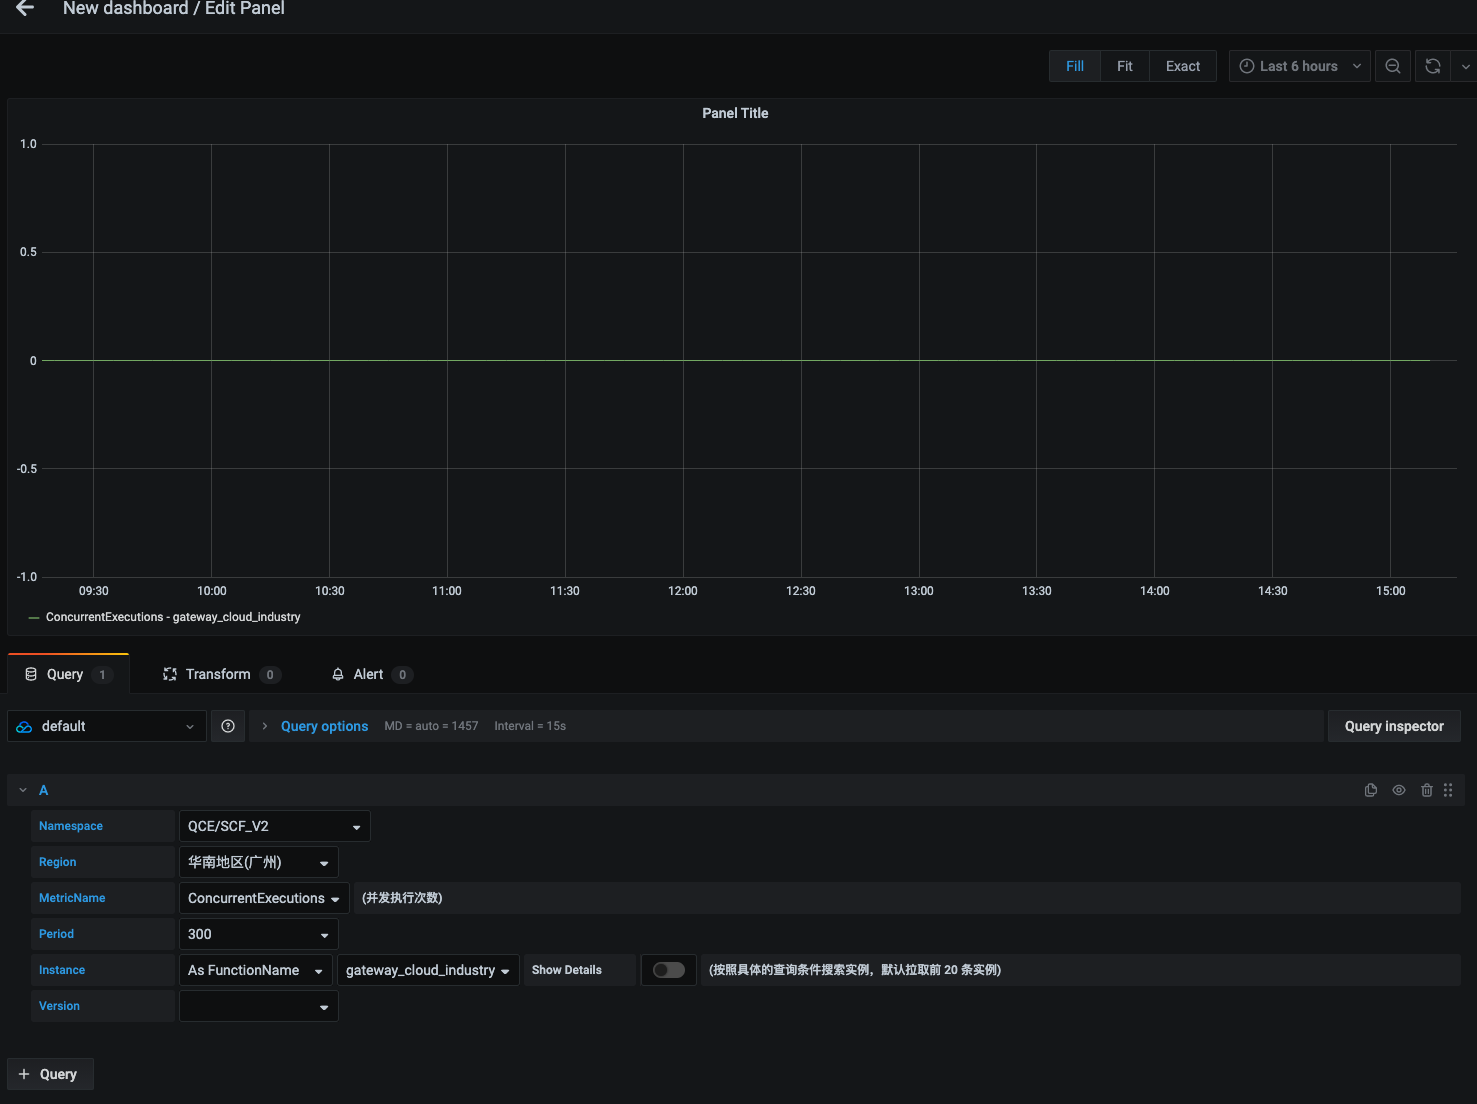 New dashboard / Edit Panel
Fill Fit Exact Last 6 hours
Panel Title
1.0
0.5
0
-0.5
-1.0
09:30 10:00 10:30 11:00 11:30 12:00 12:30 13:00 13:30 14:00 14:30 15:00
ConcurrentExecutions - gateway_cloud_industry
Query 1 Transform 0 Alert 0
default Query options MD = auto = 1457 Interval = 15s Query inspector
A
Namespace QCE/SCF_V2
Region 华南地区(广州)
MetricName ConcurrentExecutions (并发执行次数)
Period 300
Instance As FunctionName gateway_cloud_industry Show Details (按照具体的查询条件搜索实例，默认拉取前 20 条实例)
Version
+ Query